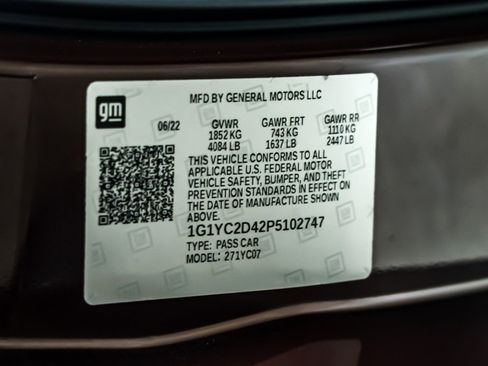 gm
MFD BY GENERAL MOTORS LLC
06/22 GVWR GAWR FRT GAWR RR
1852 KG 743 KG 1110 KG
4084 LB 1637 LB 2447 LB
THIS VEHICLE CONFORMS TO ALL
APPLICABLE U.S. FEDERAL MOTOR
VEHICLE SAFETY, BUMPER, AND THEFT
PREVENTION STANDARDS IN EFFECT ON
THE DATE OF MANUFACTURE SHOWN
ABOVE.
1G1YC2D42P5102747
TYPE: PASS CAR
MODEL: 271YC07